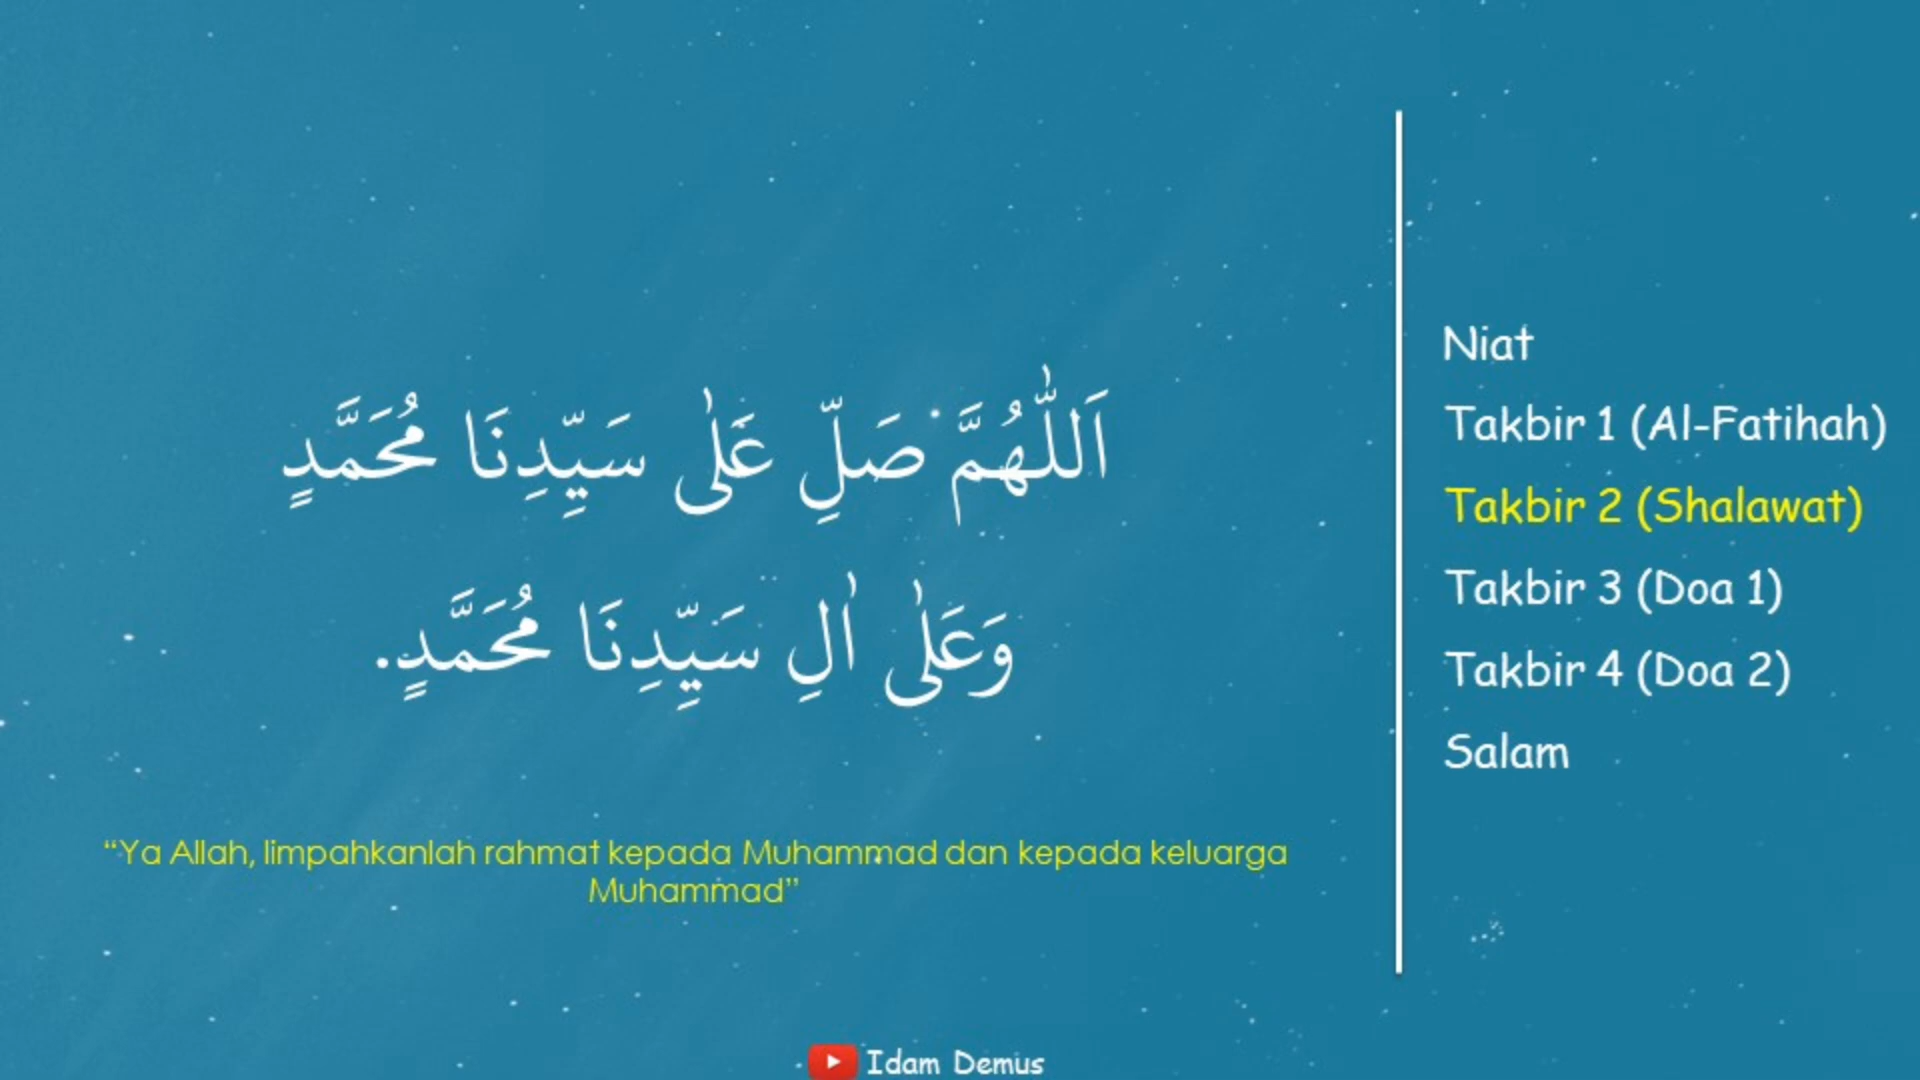 اَللّٰهُمَّ صَلِّ عَلٰى سَيِّدِنَا مُحَمَّدٍ
وَعَلٰى اٰلِ سَيِّدِنَا مُحَمَّدٍ.
“Ya Allah, limpahkanlah rahmat kepada Muhammad dan kepada keluarga
Muhammad”
Niat
Takbir 1 (Al-Fatihah)
Takbir 2 (Shalawat)
Takbir 3 (Doa 1)
Takbir 4 (Doa 2)
Salam
Idam Demus